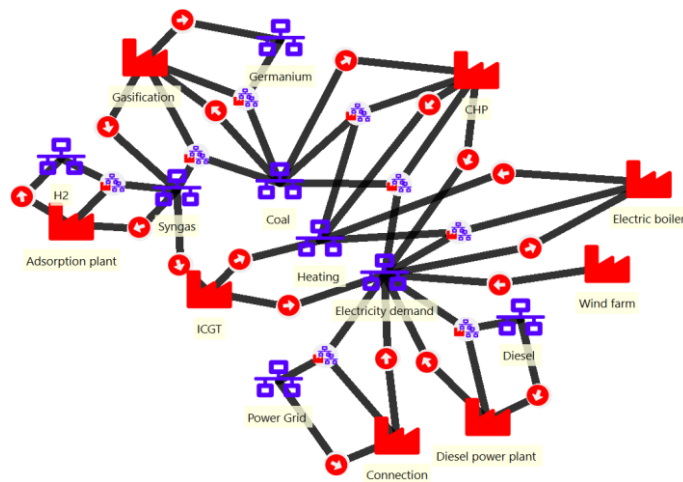 Germanium
Gasification
CHP
H2
Syngas
Coal
Electric boiler
Adsorption plant
Heating
ICGT
Electricity demand
Wind farm
Diesel
Power Grid
Connection
Diesel power plant